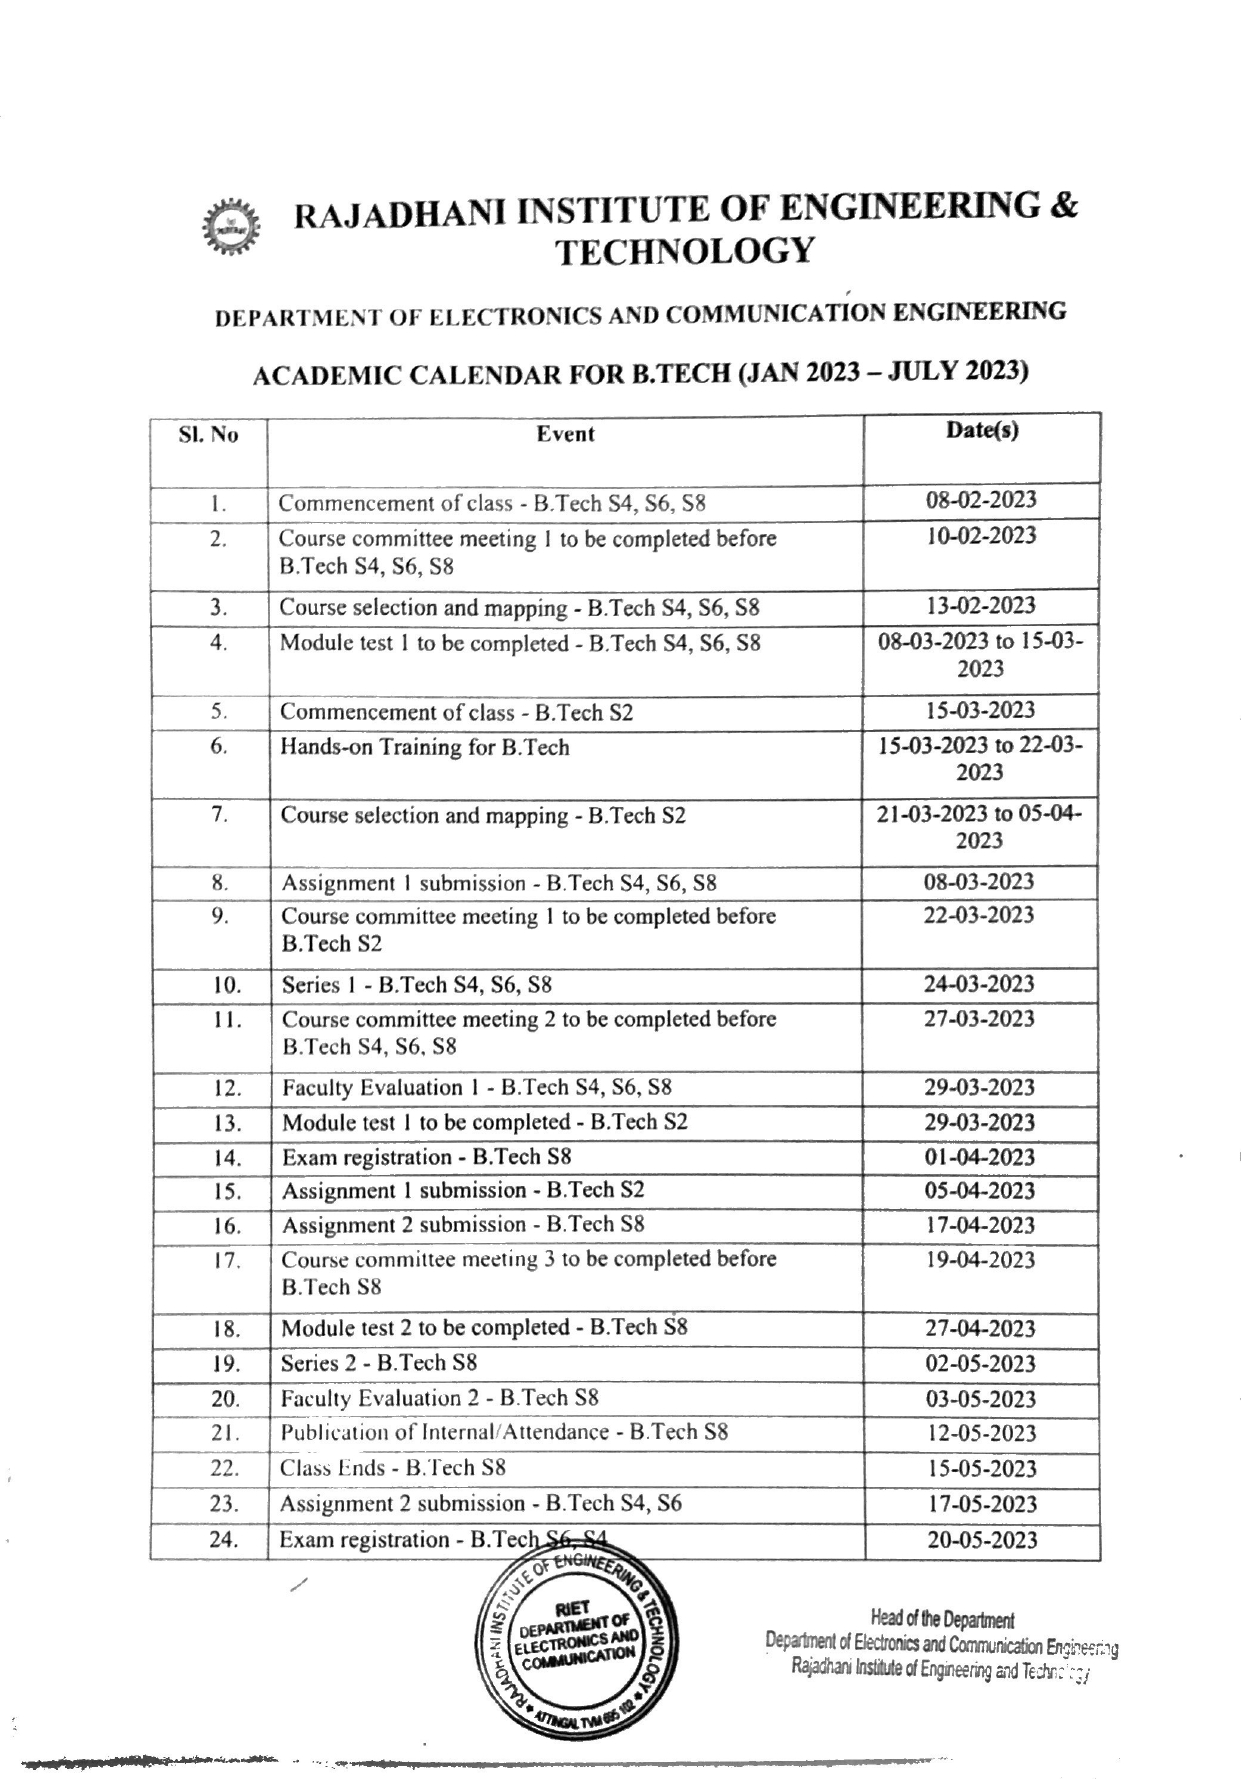 RAJADHANI INSTITUTE OF ENGINEERING &
TECHNOLOGY
DEPARTMENT OF ELECTRONICS AND COMMUNICATION ENGINEERING
ACADEMIC CALENDAR FOR B.TECH (JAN 2023 – JULY 2023)
Sl. No Event Date(s)
1. Commencement of class - B.Tech S4, S6, S8 08-02-2023
2. Course committee meeting 1 to be completed before 10-02-2023
B.Tech S4, S6, S8
3. Course selection and mapping - B.Tech S4, S6, S8 13-02-2023
4. Module test 1 to be completed - B.Tech S4, S6, S8 08-03-2023 to 15-03-
2023
5. Commencement of class - B.Tech S2 15-03-2023
6. Hands-on Training for B.Tech 15-03-2023 to 22-03-
2023
7. Course selection and mapping - B.Tech S2 21-03-2023 to 05-04-
2023
8. Assignment 1 submission - B.Tech S4, S6, S8 08-03-2023
9. Course committee meeting 1 to be completed before 22-03-2023
B.Tech S2
10. Series 1 - B.Tech S4, S6, S8 24-03-2023
11. Course committee meeting 2 to be completed before 27-03-2023
B.Tech S4, S6, S8
12. Faculty Evaluation 1 - B.Tech S4, S6, S8 29-03-2023
13. Module test 1 to be completed - B.Tech S2 29-03-2023
14. Exam registration - B.Tech S8 01-04-2023
15. Assignment 1 submission - B.Tech S2 05-04-2023
16. Assignment 2 submission - B.Tech S8 17-04-2023
17. Course committee meeting 3 to be completed before 19-04-2023
B.Tech S8
18. Module test 2 to be completed - B.Tech S8 27-04-2023
19. Series 2 - B.Tech S8 02-05-2023
20. Faculty Evaluation 2 - B.Tech S8 03-05-2023
21. Publication of Internal/Attendance - B.Tech S8 12-05-2023
22. Class Ends - B.Tech S8 15-05-2023
23. Assignment 2 submission - B.Tech S4, S6 17-05-2023
24. Exam registration - B.Tech S6, S4 20-05-2023
RAJADHANI INSTITUTE OF ENGINEERING & TECHNOLOGY
RIET
DEPARTMENT OF
ELECTRONICS AND
COMMUNICATION
ATTINGAL TVM 695 102
Head of the Department
Department of Electronics and Communication Engineering
Rajadhani Institute of Engineering and Technology